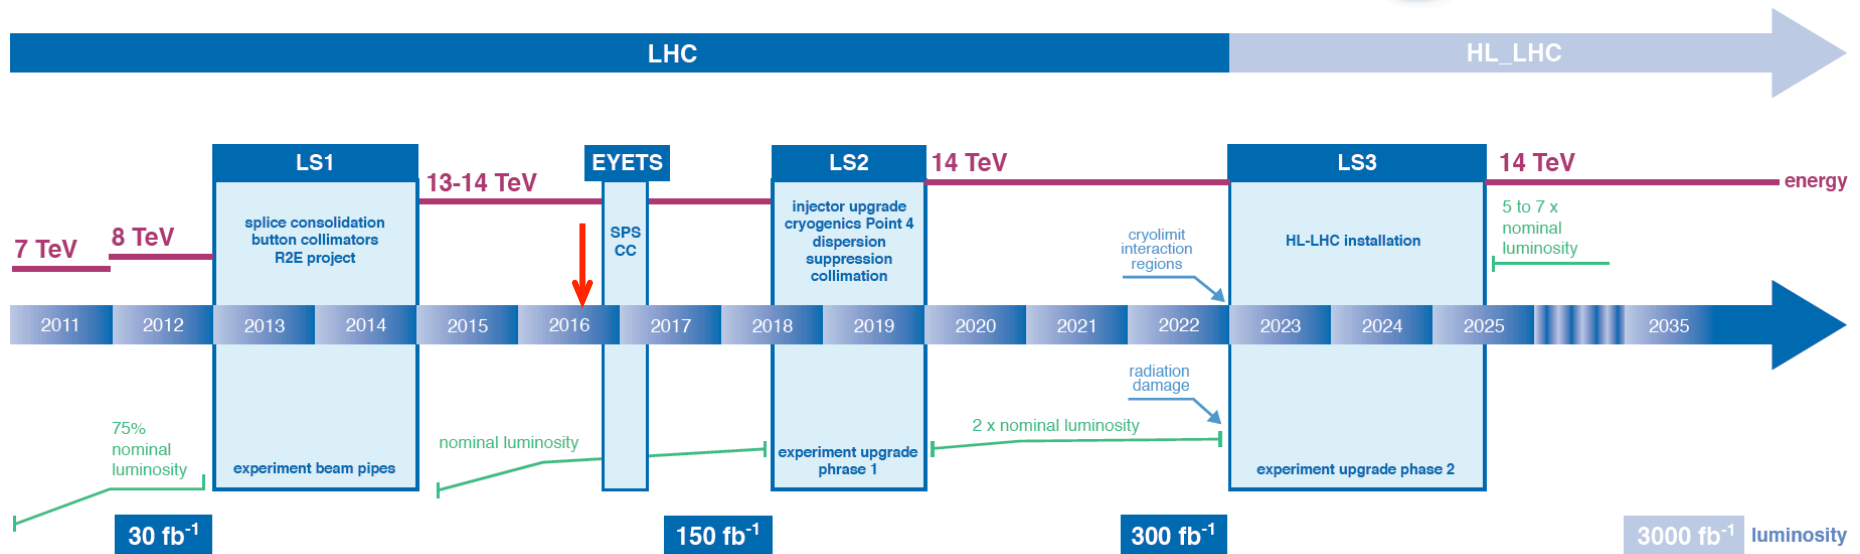 LHC
HL_LHC
LS1
EYETS
LS2
14 TeV
LS3
14 TeV
energy
13-14 TeV
7 TeV
8 TeV
splice consolidation
button collimators
R2E project
SPS
CC
injector upgrade
cryogenics Point 4
dispersion
suppression
collimation
cryolimit
interaction
regions
HL-LHC installation
5 to 7 x
nominal
luminosity
2011
2012
2013
2014
2015
2016
2017
2018
2019
2020
2021
2022
2023
2024
2025
2035
radiation
damage
75%
nominal
luminosity
experiment beam pipes
nominal luminosity
experiment upgrade
phrase 1
2 x nominal luminosity
experiment upgrade phase 2
30 fb-1
150 fb-1
300 fb-1
3000 fb-1
luminosity